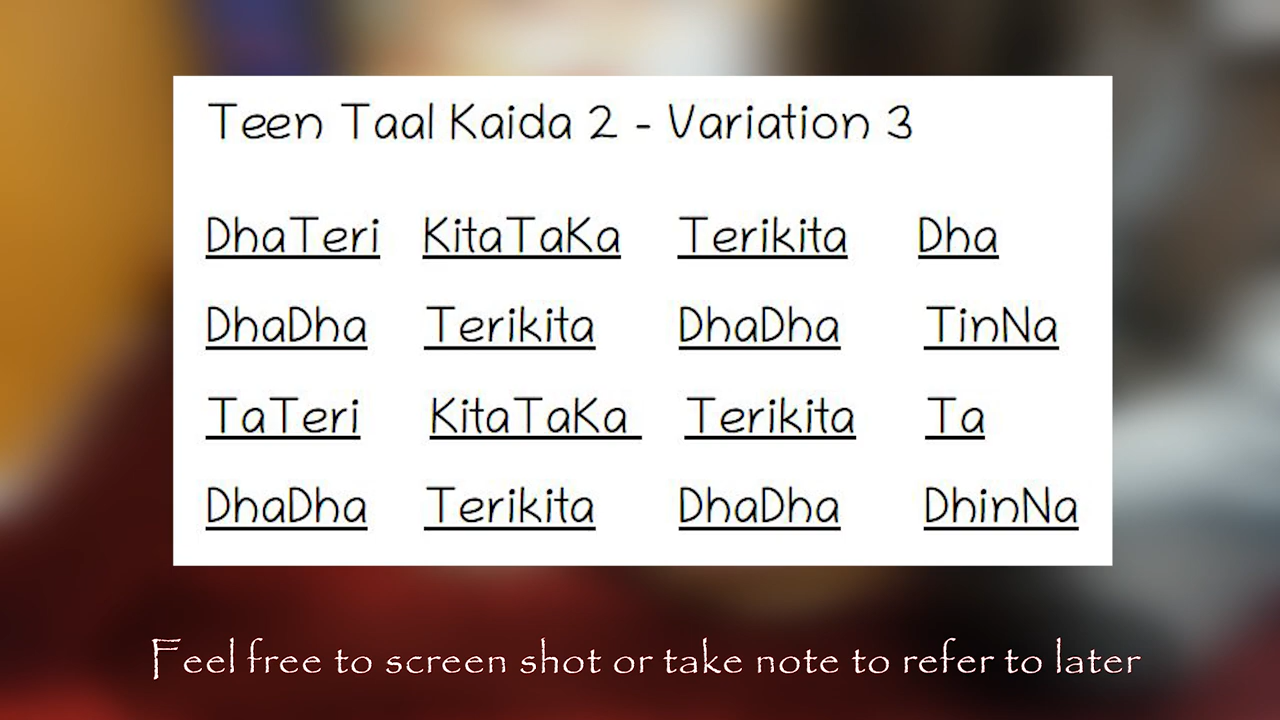 Teen Taal Kaida 2 - Variation 3
DhaTeri KitaTaKa Terikita Dha
DhaDha Terikita DhaDha TinNa
TaTeri KitaTaKa Terikita Ta
DhaDha Terikita DhaDha DhinNa
Feel free to screen shot or take note to refer to later